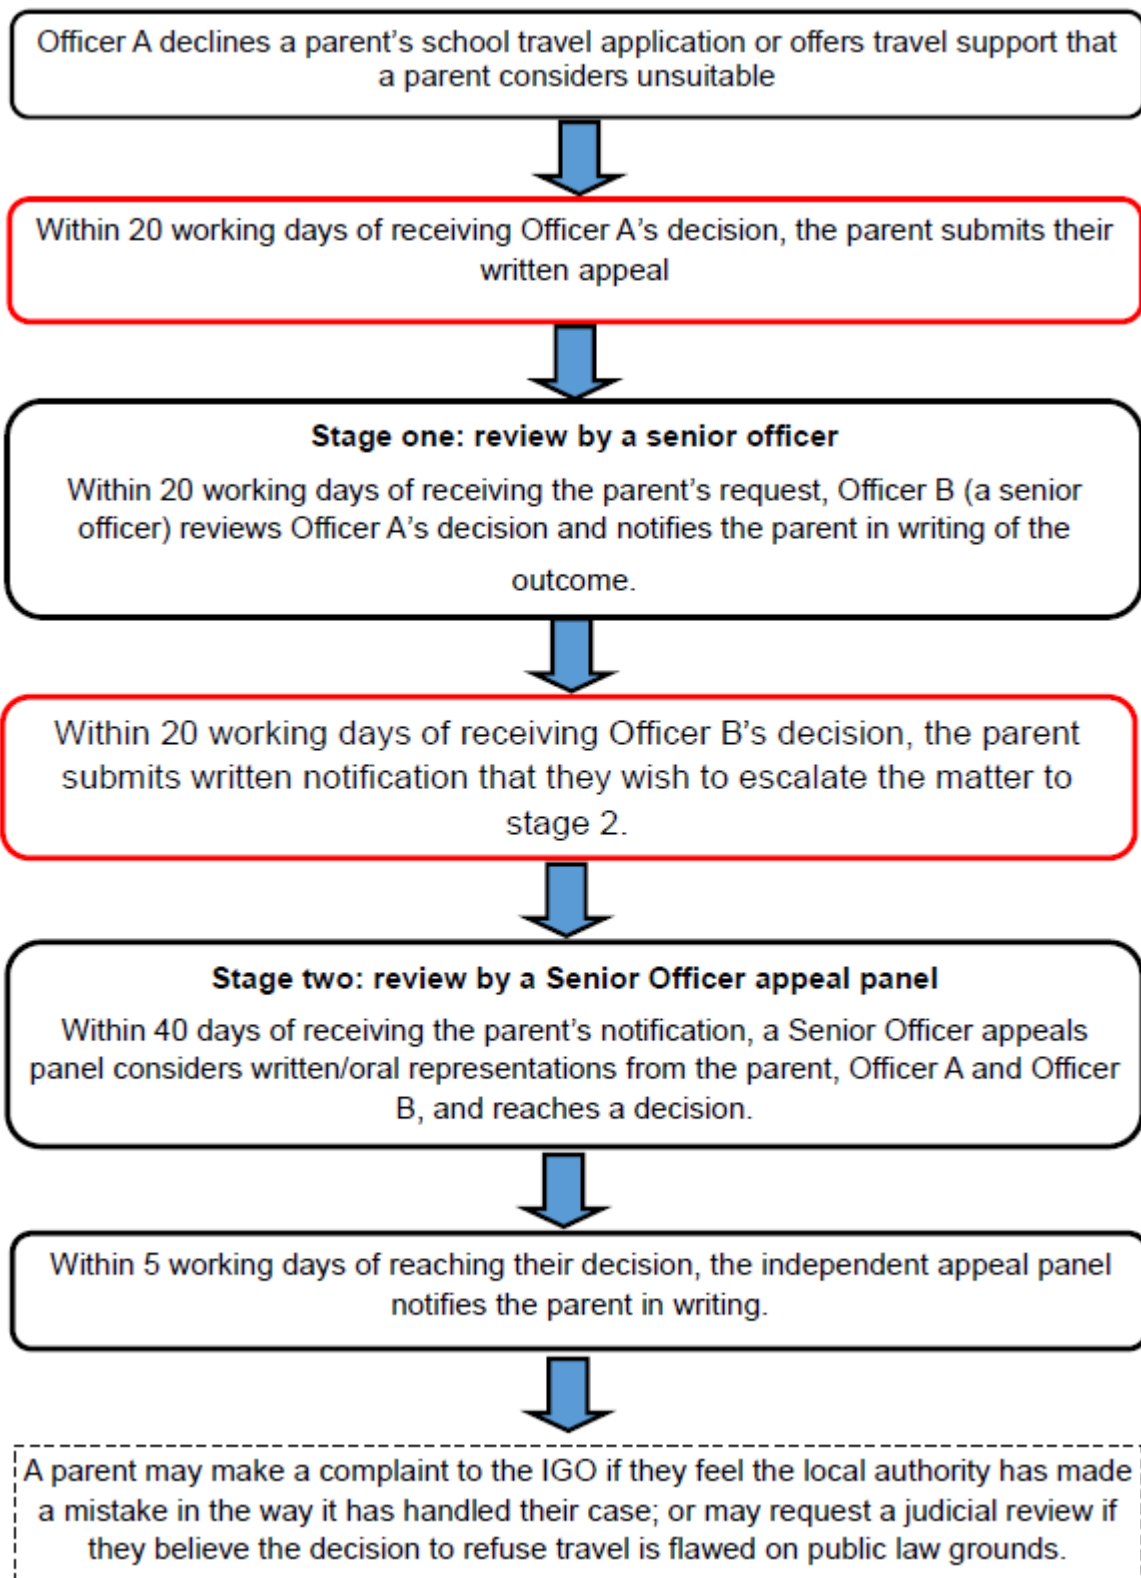 Officer A declines a parent's school travel application or offers travel support that
a parent considers unsuitable
Within 20 working days of receiving Officer A's decision, the parent submits their
written appeal
Stage one: review by a senior officer
Within 20 working days of receiving the parent's request, Officer B (a senior
officer) reviews Officer A's decision and notifies the parent in writing of the
outcome.
Within 20 working days of receiving Officer B's decision, the parent
submits written notification that they wish to escalate the matter to
stage 2.
Stage two: review by a Senior Officer appeal panel
Within 40 days of receiving the parent's notification, a Senior Officer appeals
panel considers written/oral representations from the parent, Officer A and Officer
B, and reaches a decision.
Within 5 working days of reaching their decision, the independent appeal panel
notifies the parent in writing.
A parent may make a complaint to the IGO if they feel the local authority has made
a mistake in the way it has handled their case; or may request a judicial review if
they believe the decision to refuse travel is flawed on public law grounds.